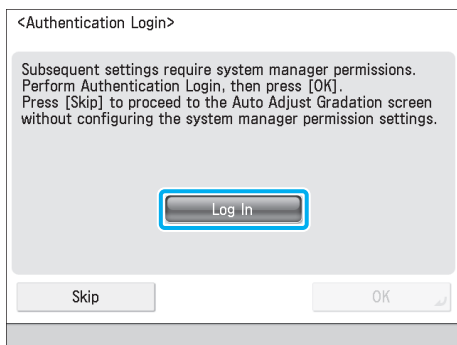 <Authentication Login>
Subsequent settings require system manager permissions.
Perform Authentication Login, then press [OK].
Press [Skip] to proceed to the Auto Adjust Gradation screen
without configuring the system manager permission settings.
Log In
Skip
OK